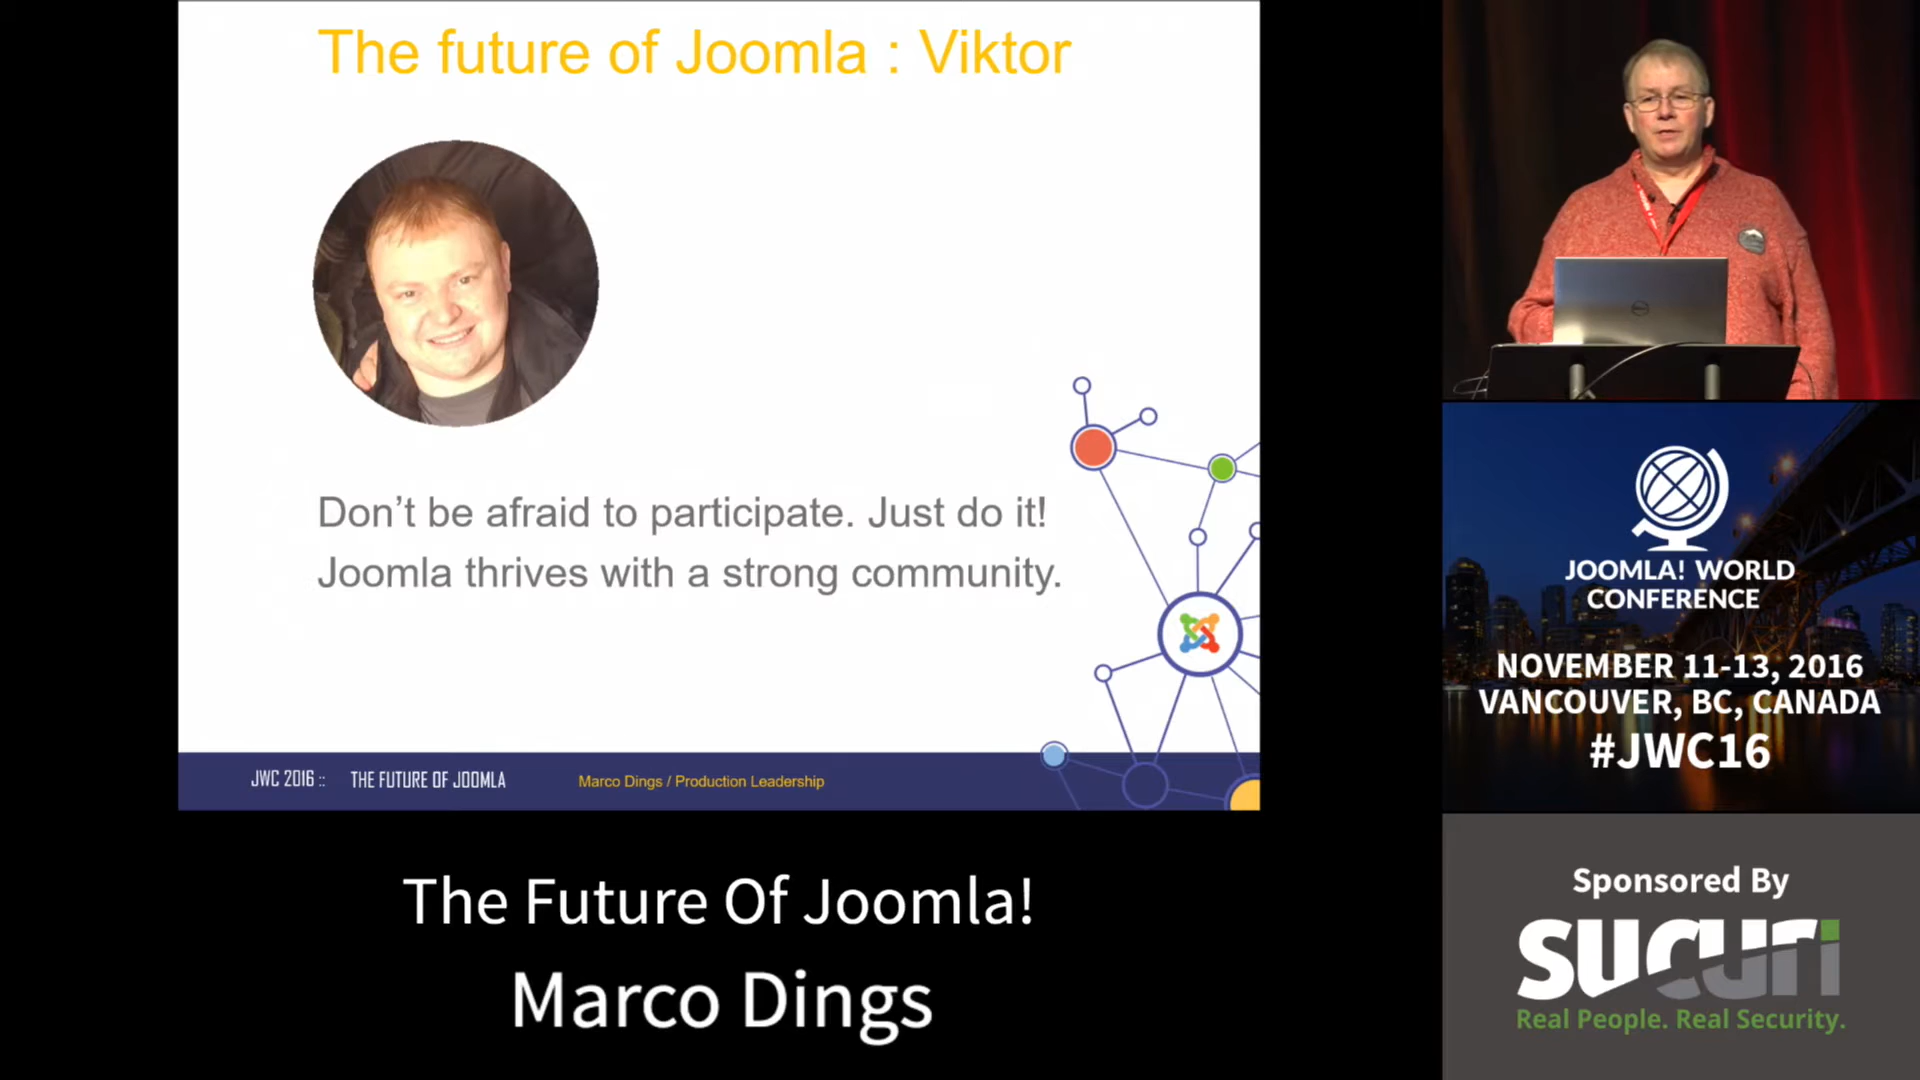 The future of Joomla : Viktor
Don't be afraid to participate. Just do it!
Joomla thrives with a strong community.
JWC 2016 :: THE FUTURE OF JOOMLA Marco Dings / Production Leadership
The Future Of Joomla!
Marco Dings
JOOMLA! WORLD
CONFERENCE
NOVEMBER 11-13, 2016
VANCOUVER, BC, CANADA
#JWC16
Sponsored By
SUCURI
Real People. Real Security.